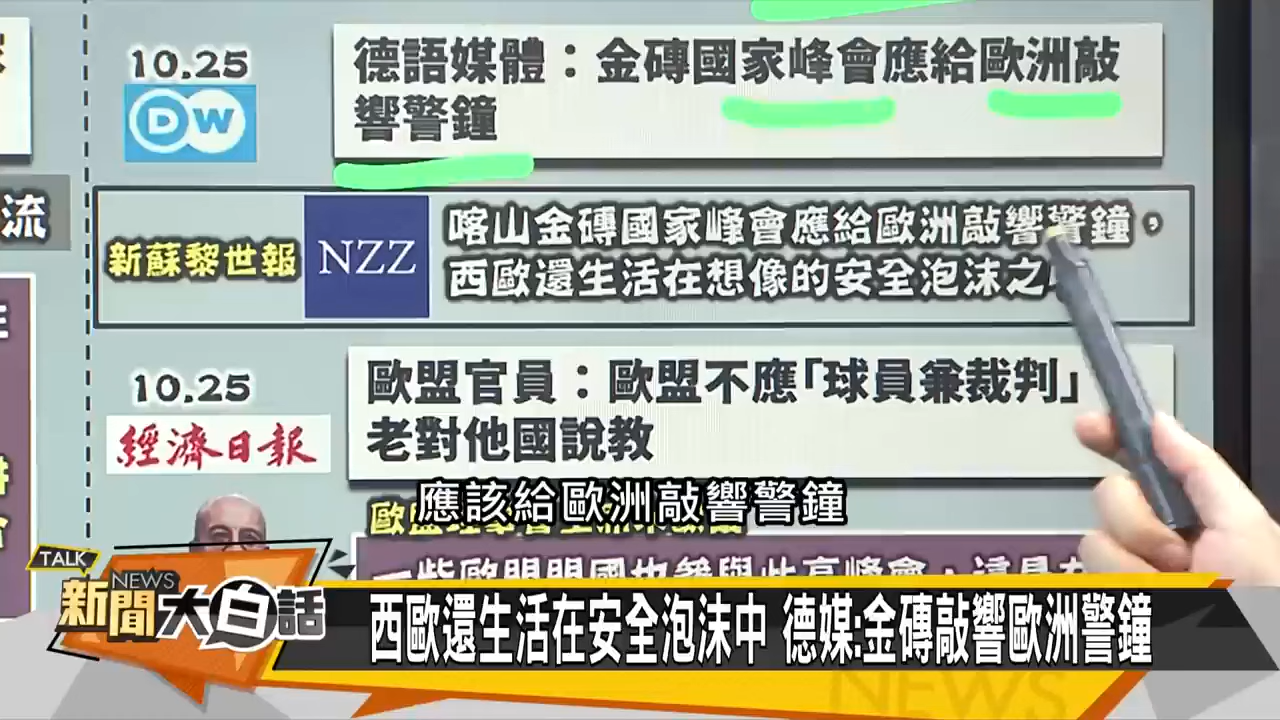 10.25
DW
德語媒體：金磚國家峰會應給歐洲敲
響警鐘
流
新蘇黎世報
NZZ
喀山金磚國家峰會應給歐洲敲響警鐘，
西歐還生活在想像的安全泡沫之
10.25
經濟日報
歐盟官員：歐盟不應「球員兼裁判」
老對他國說教
應該給歐洲敲響警鐘
TALK
NEWS
新聞大白話
西歐還生活在安全泡沫中 德媒:金磚敲響歐洲警鐘
NEWS